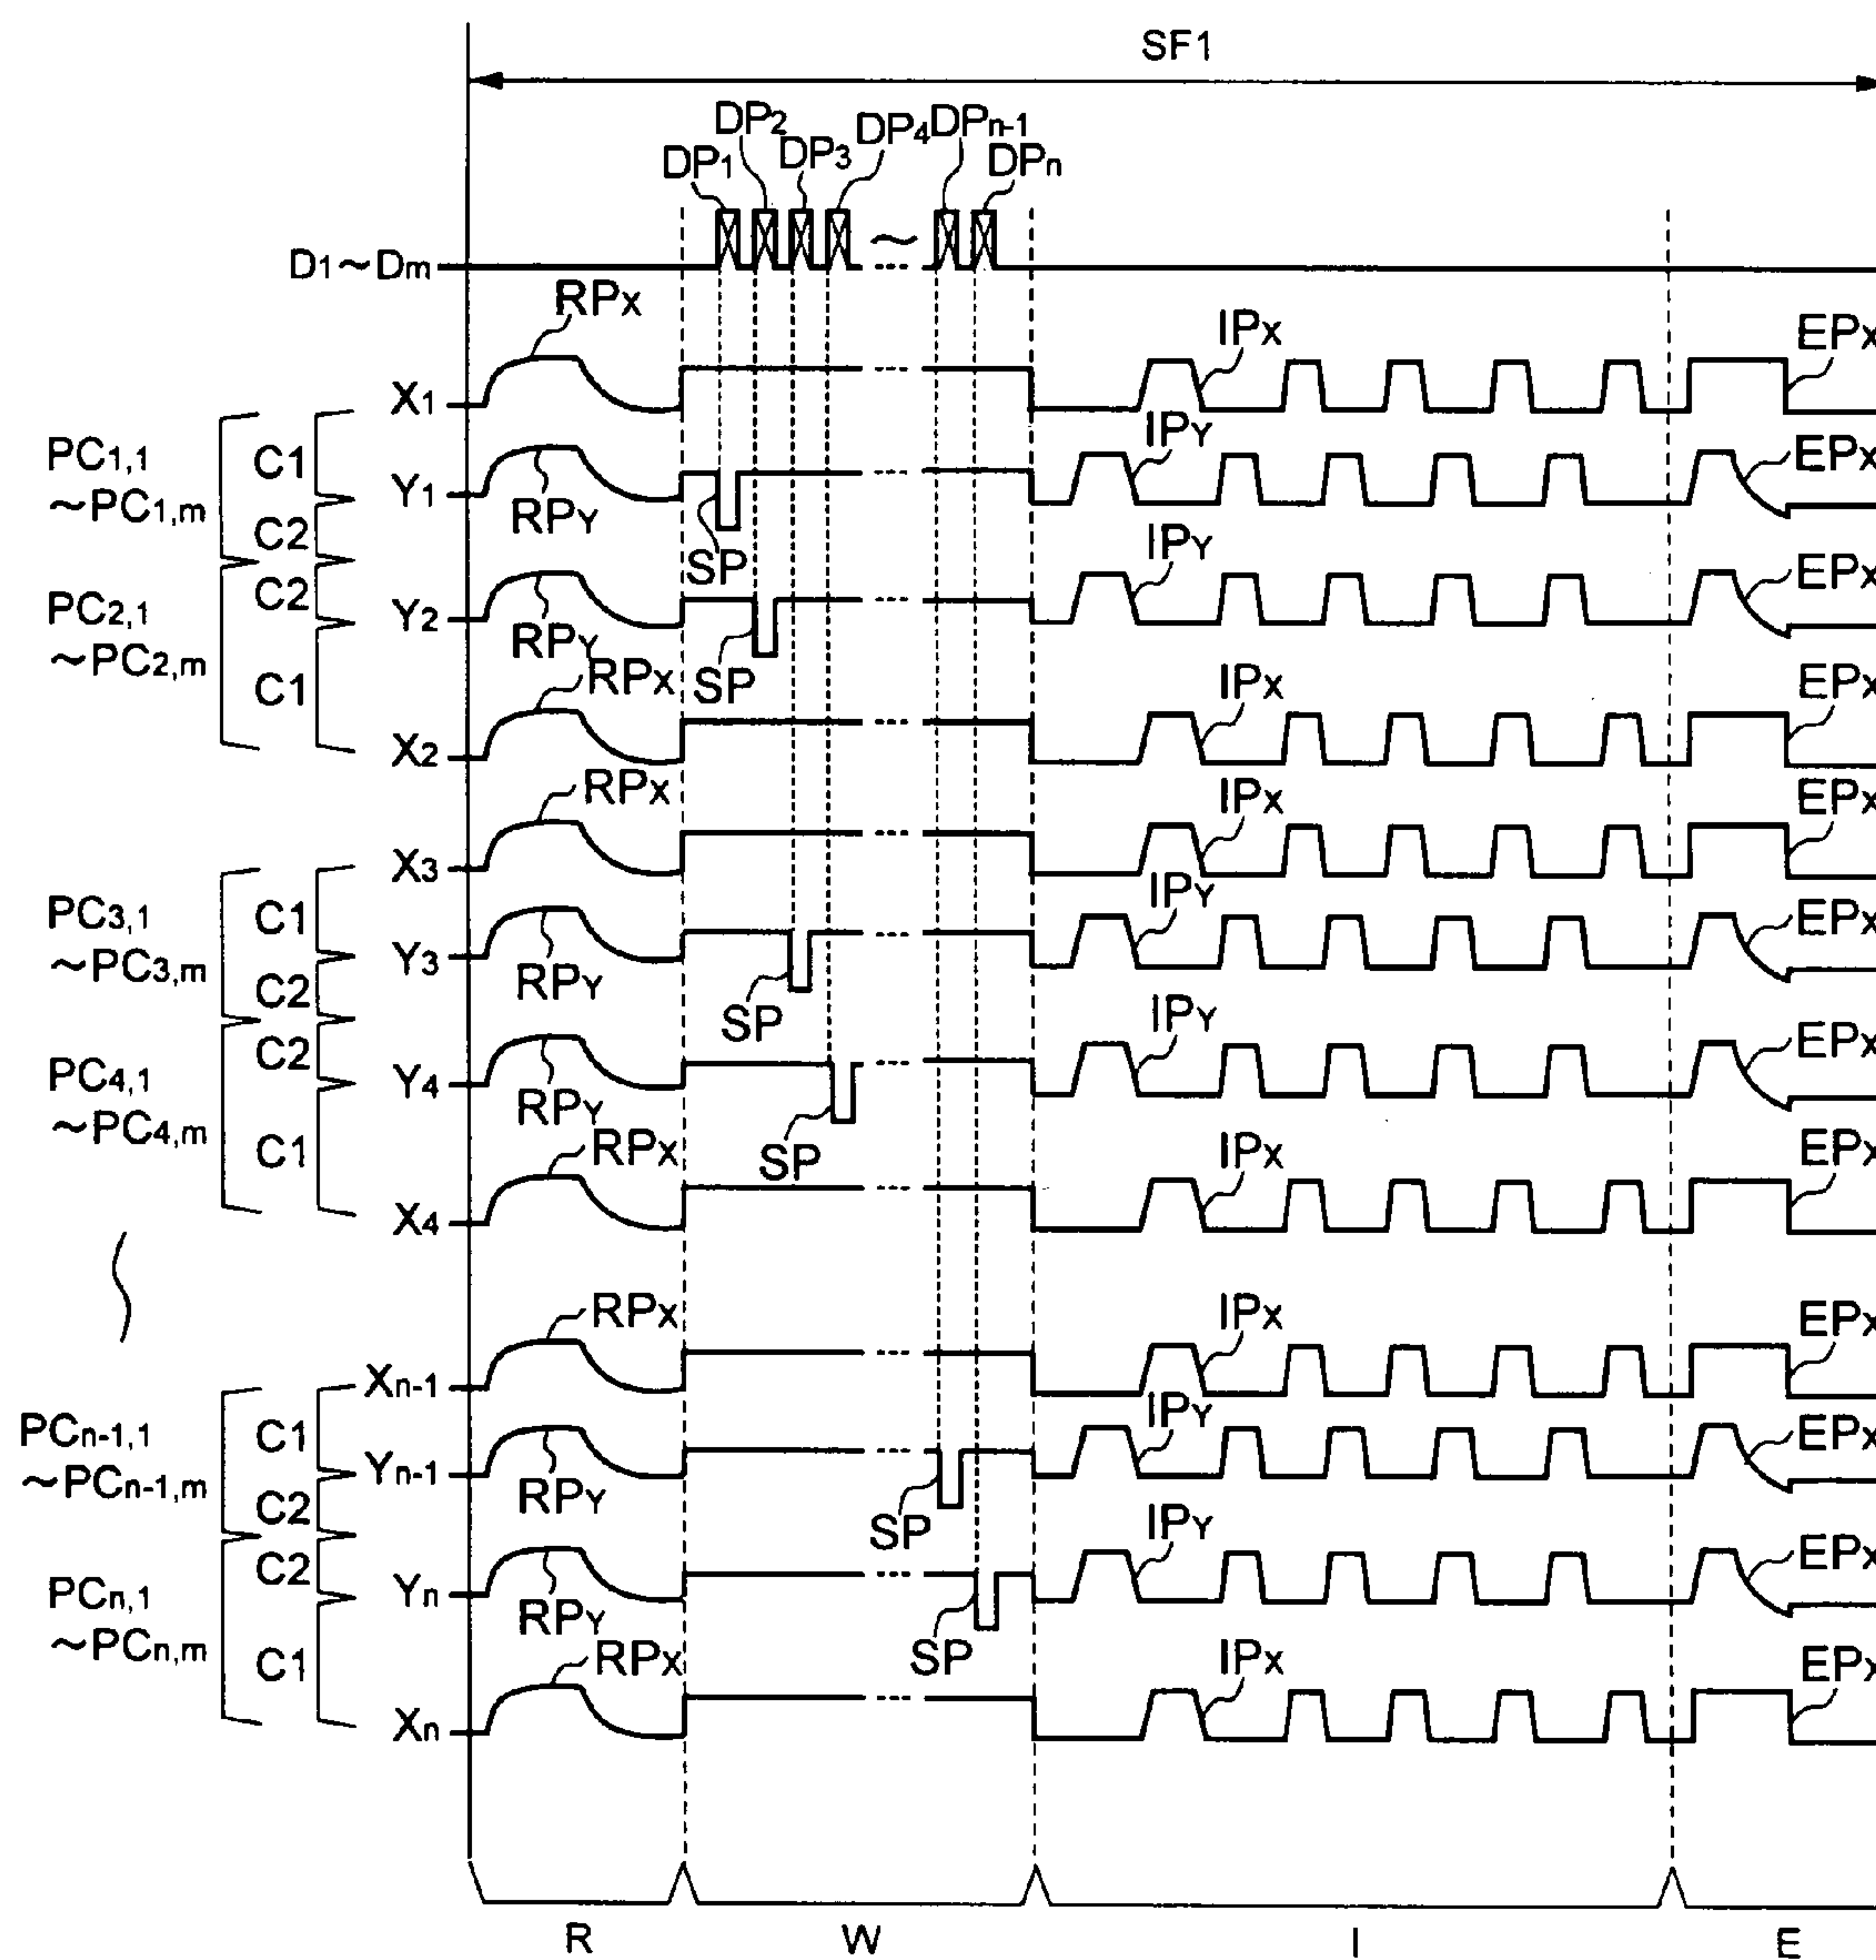 SF1
DP1 DP2 DP3 DP4 DPn-1 DPn
D1~Dm
RPX
IPX
EPX
X1
PC1,1
~PC1,m
C1
C2
Y1
RPY
SP
IPY
EPX
PC2,1
~PC2,m
C2
C1
Y2
RPY
SP
IPY
EPX
X2
RPX
IPX
EPX
X3
RPX
IPX
EPX
PC3,1
~PC3,m
C1
C2
Y3
RPY
SP
IPY
EPX
PC4,1
~PC4,m
C2
C1
Y4
RPY
SP
IPY
EPX
X4
RPX
IPX
EPX
Xn-1
RPX
IPX
EPX
PCn-1,1
~PCn-1,m
C1
C2
Yn-1
RPY
SP
IPY
EPX
PCn,1
~PCn,m
C2
C1
Yn
RPY
SP
IPY
EPX
Xn
RPX
IPX
EPX
R W I E